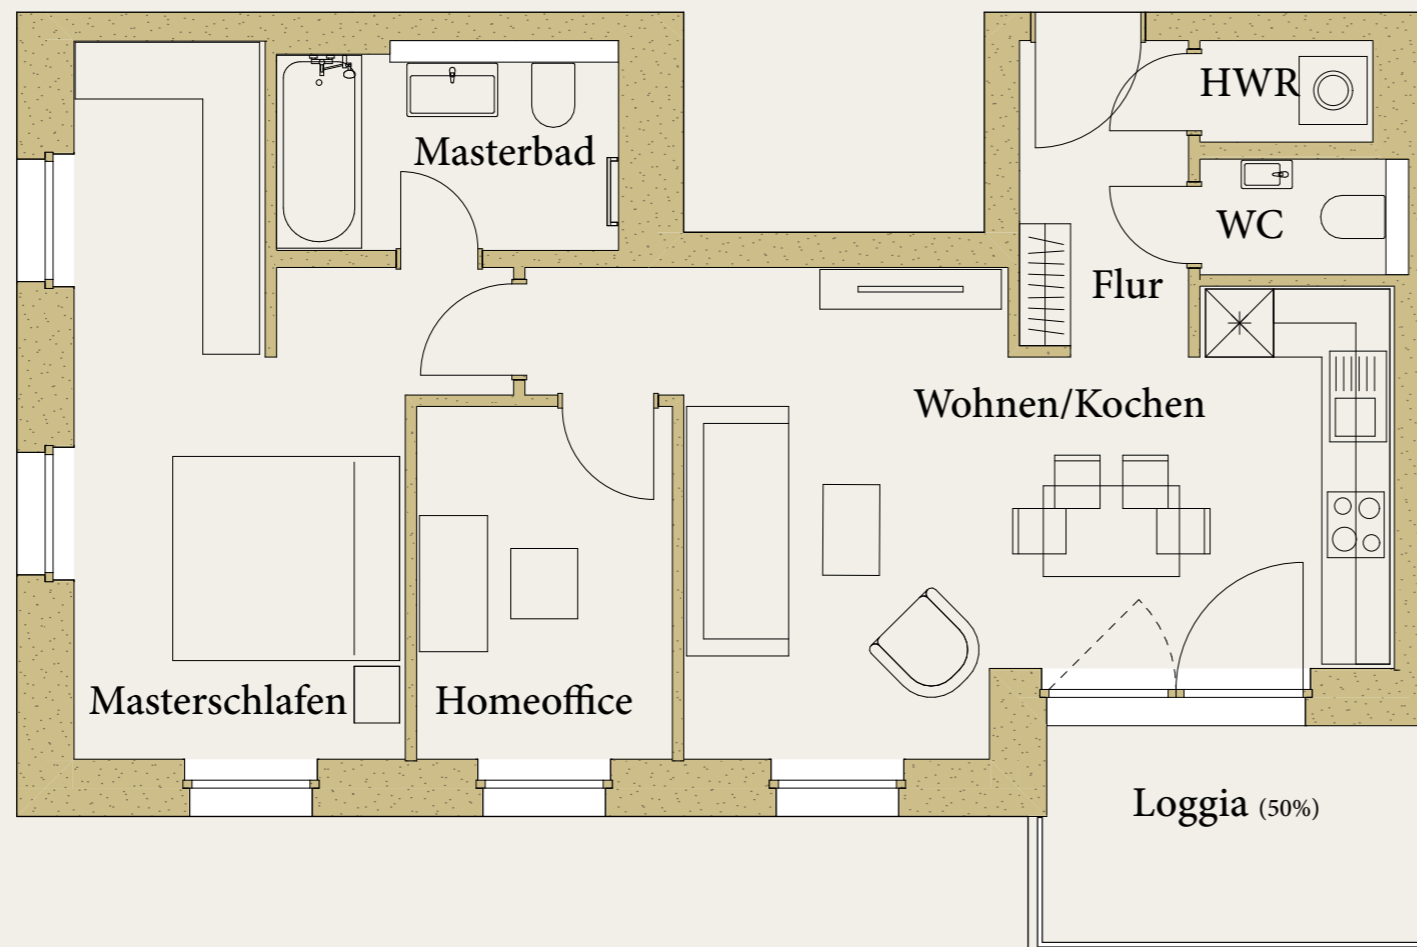 HWR
Masterbad
WC
Flur
Wohnen/Kochen
Masterschlafen
Homeoffice
Loggia (50%)